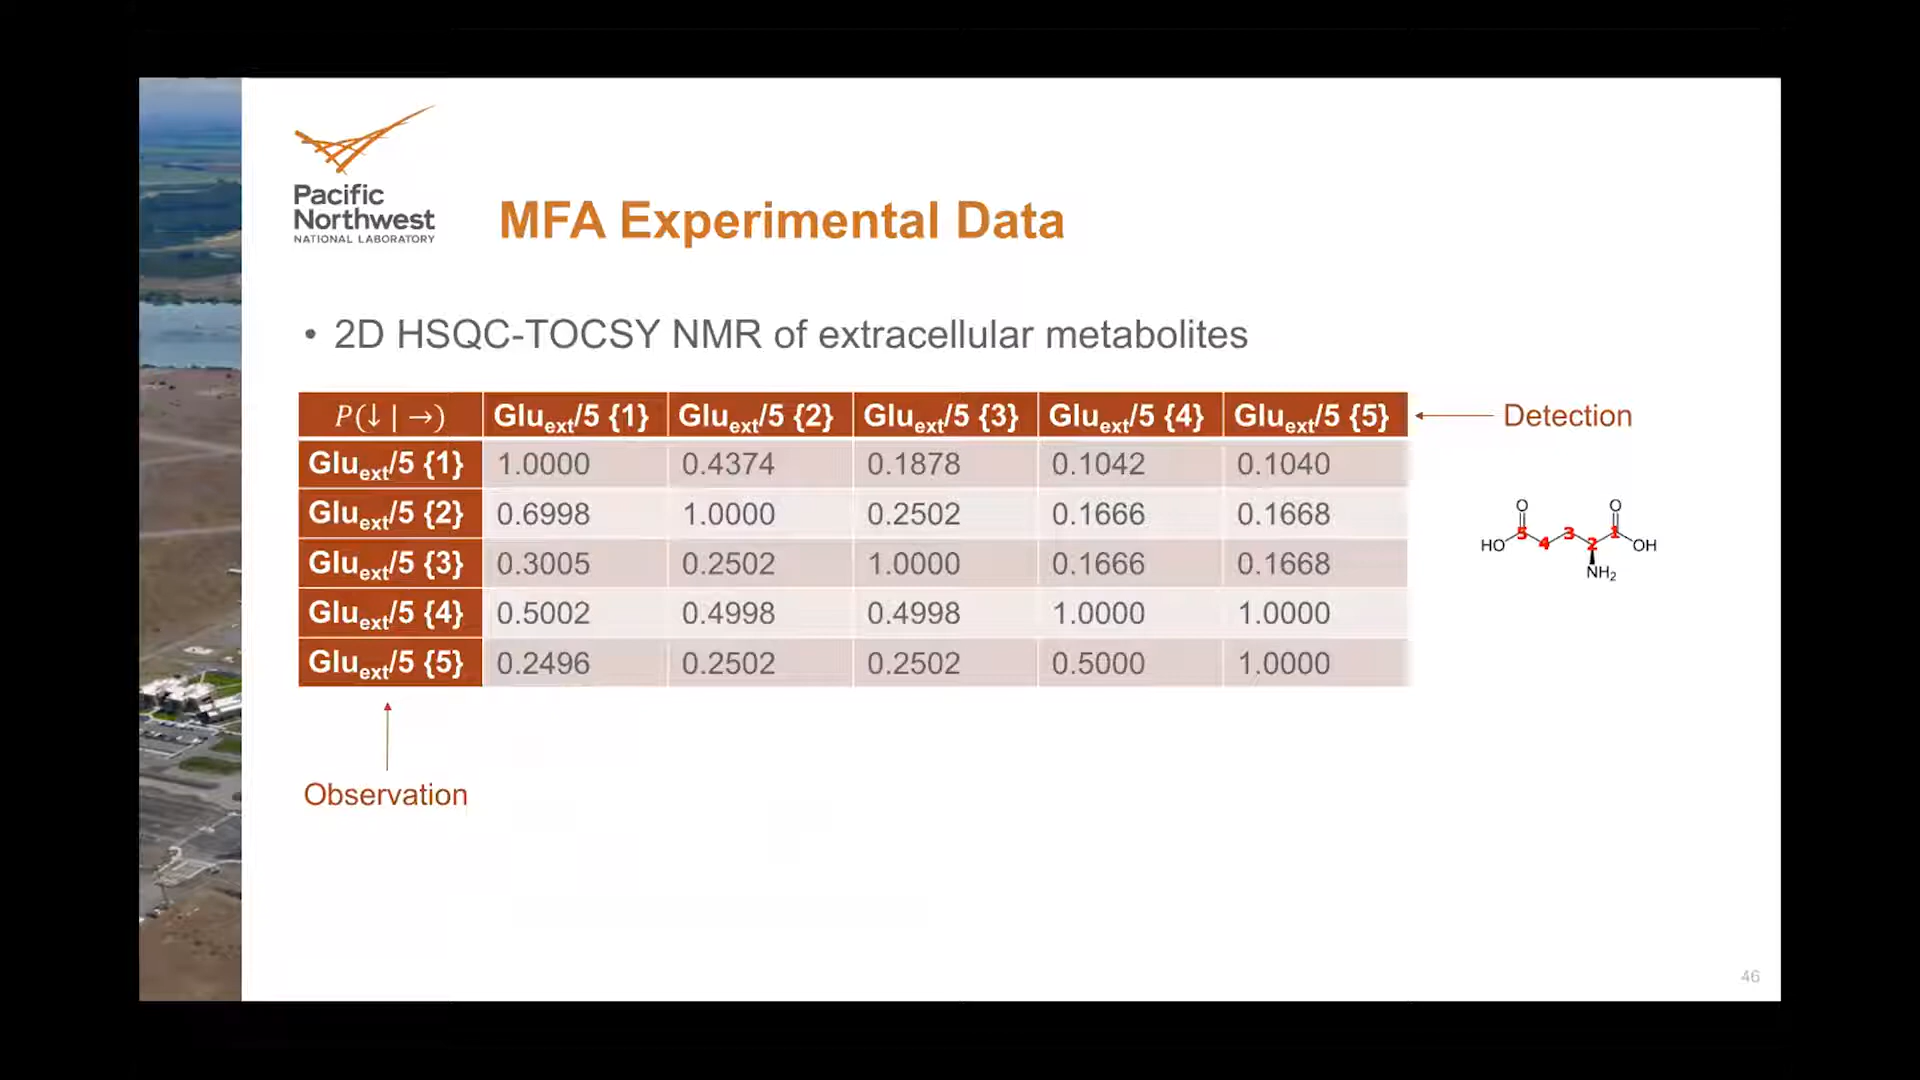 Pacific
Northwest
NATIONAL LABORATORY
MFA Experimental Data
• 2D HSQC-TOCSY NMR of extracellular metabolites
P(↓ | →) Glu_ext/5 {1} Glu_ext/5 {2} Glu_ext/5 {3} Glu_ext/5 {4} Glu_ext/5 {5}
Glu_ext/5 {1} 1.0000 0.4374 0.1878 0.1042 0.1040
Glu_ext/5 {2} 0.6998 1.0000 0.2502 0.1666 0.1668
Glu_ext/5 {3} 0.3005 0.2502 1.0000 0.1666 0.1668
Glu_ext/5 {4} 0.5002 0.4998 0.4998 1.0000 1.0000
Glu_ext/5 {5} 0.2496 0.2502 0.2502 0.5000 1.0000
Detection
O O
5 3 1
HO 4 2 OH
NH₂
Observation
46